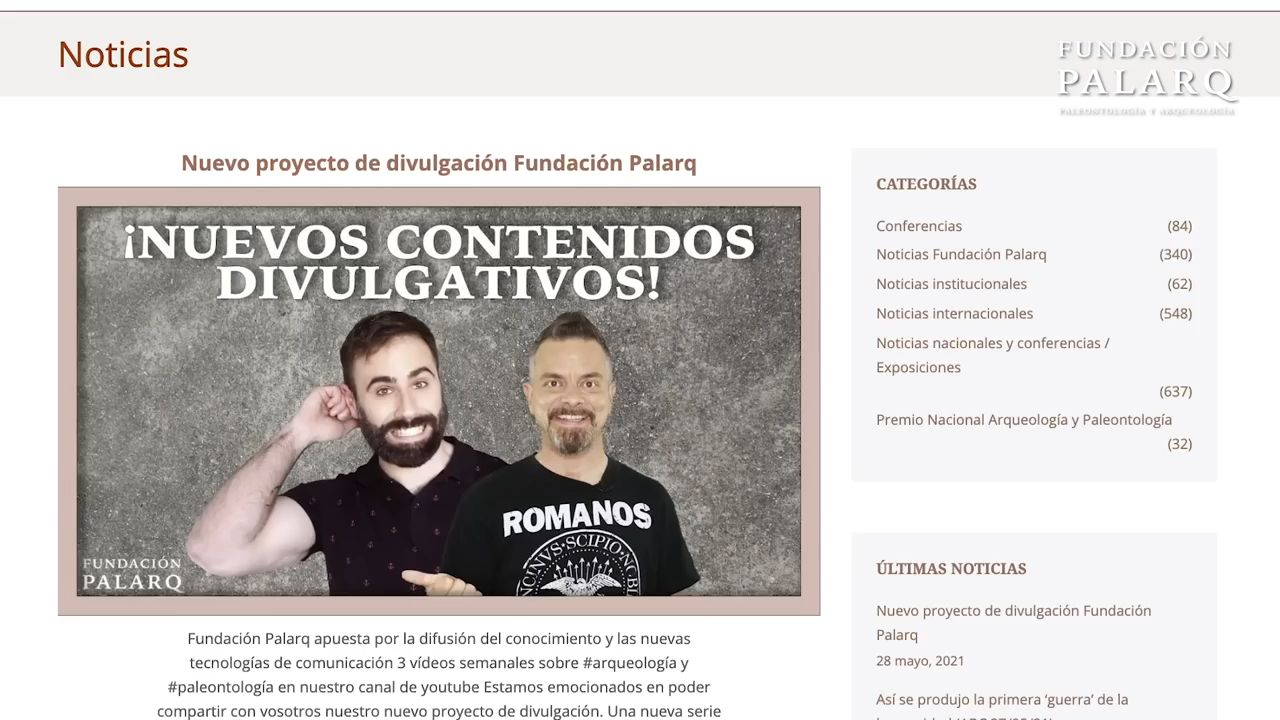 Noticias
FUNDACIÓN
PALARQ
PALEONTOLOGÍA Y ARQUEOLOGÍA
Nuevo proyecto de divulgación Fundación Palarq
¡NUEVOS CONTENIDOS
DIVULGATIVOS!
ROMANOS
SCIPIO
FUNDACIÓN
PALARQ
Fundación Palarq apuesta por la difusión del conocimiento y las nuevas
tecnologías de comunicación 3 vídeos semanales sobre #arqueología y
#paleontología en nuestro canal de youtube Estamos emocionados en poder
compartir con vosotros nuestro nuevo proyecto de divulgación. Una nueva serie
CATEGORÍAS
Conferencias (84)
Noticias Fundación Palarq (340)
Noticias institucionales (62)
Noticias internacionales (548)
Noticias nacionales y conferencias /
Exposiciones
(637)
Premio Nacional Arqueología y Paleontología
(32)
ÚLTIMAS NOTICIAS
Nuevo proyecto de divulgación Fundación
Palarq
28 mayo, 2021
Así se produjo la primera ‘guerra’ de la